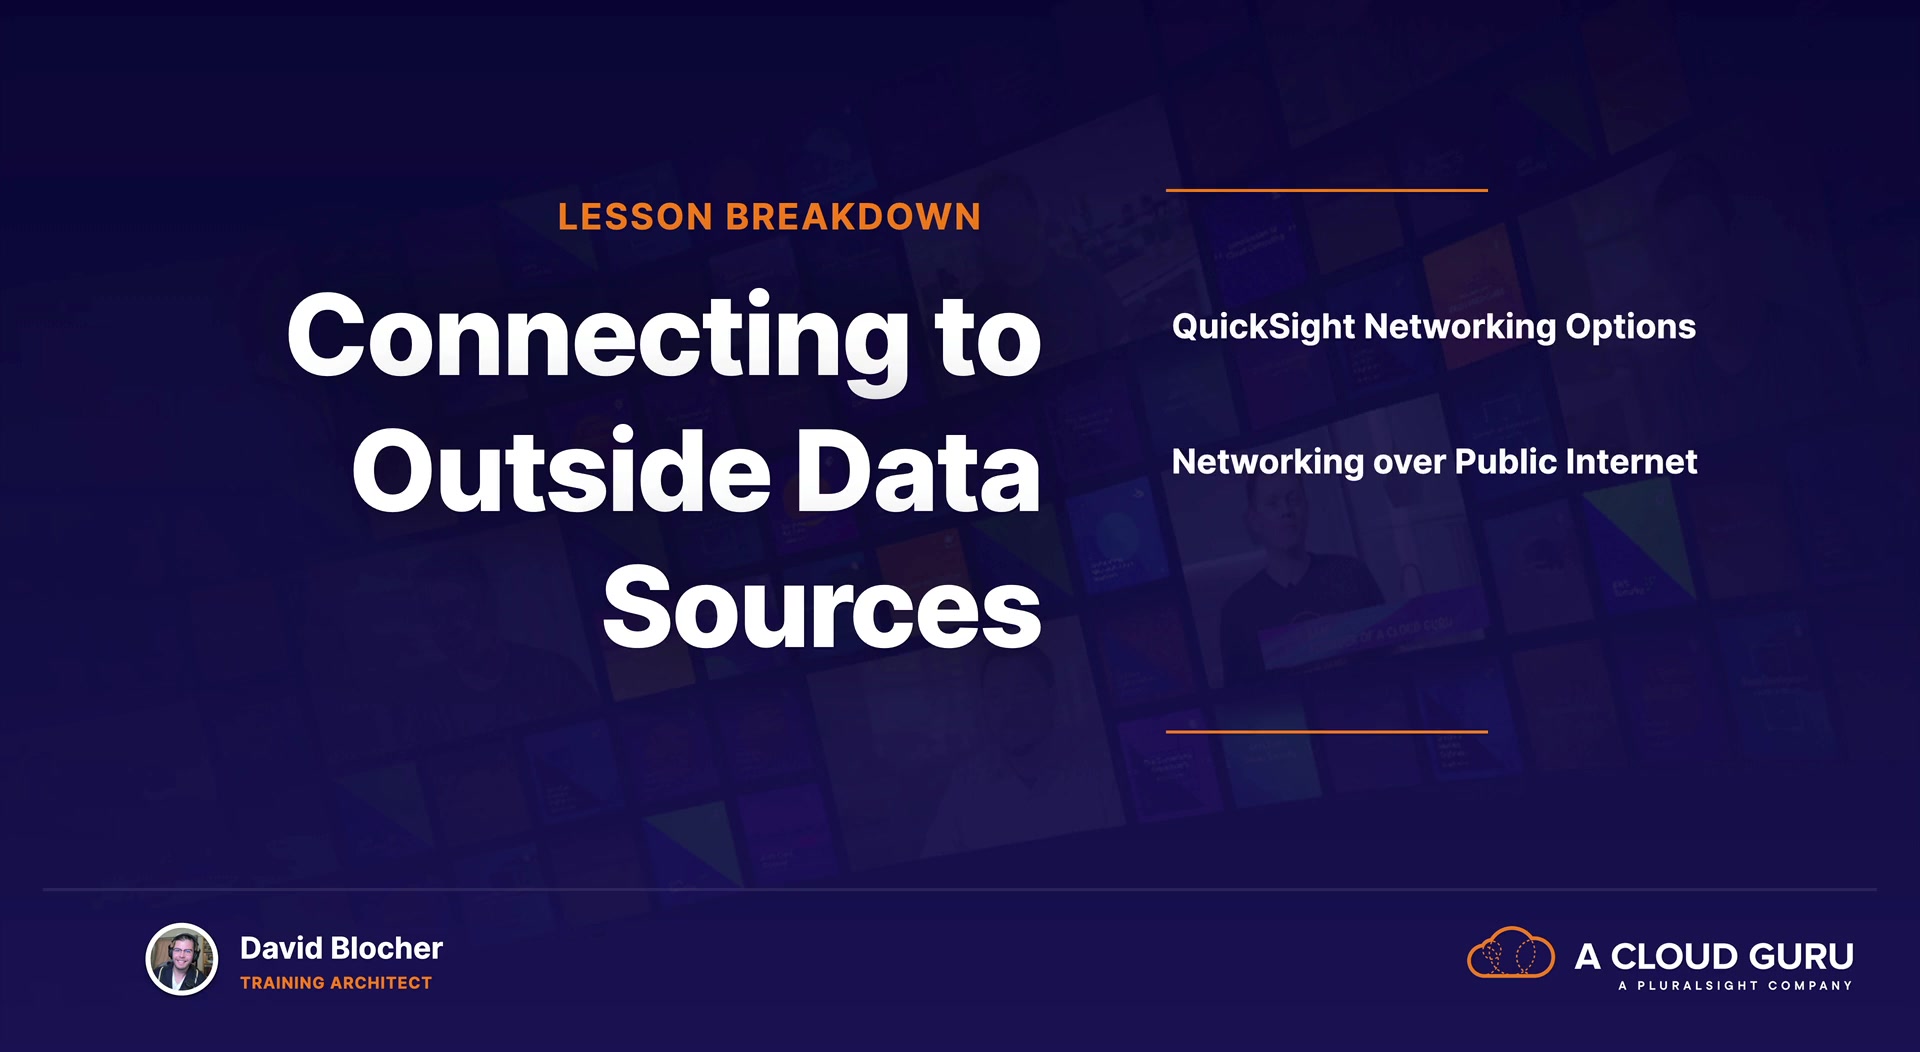 LESSON BREAKDOWN
Connecting to
Outside Data
Sources
QuickSight Networking Options
Networking over Public Internet
David Blocher
TRAINING ARCHITECT
A CLOUD GURU
A PLURALSIGHT COMPANY